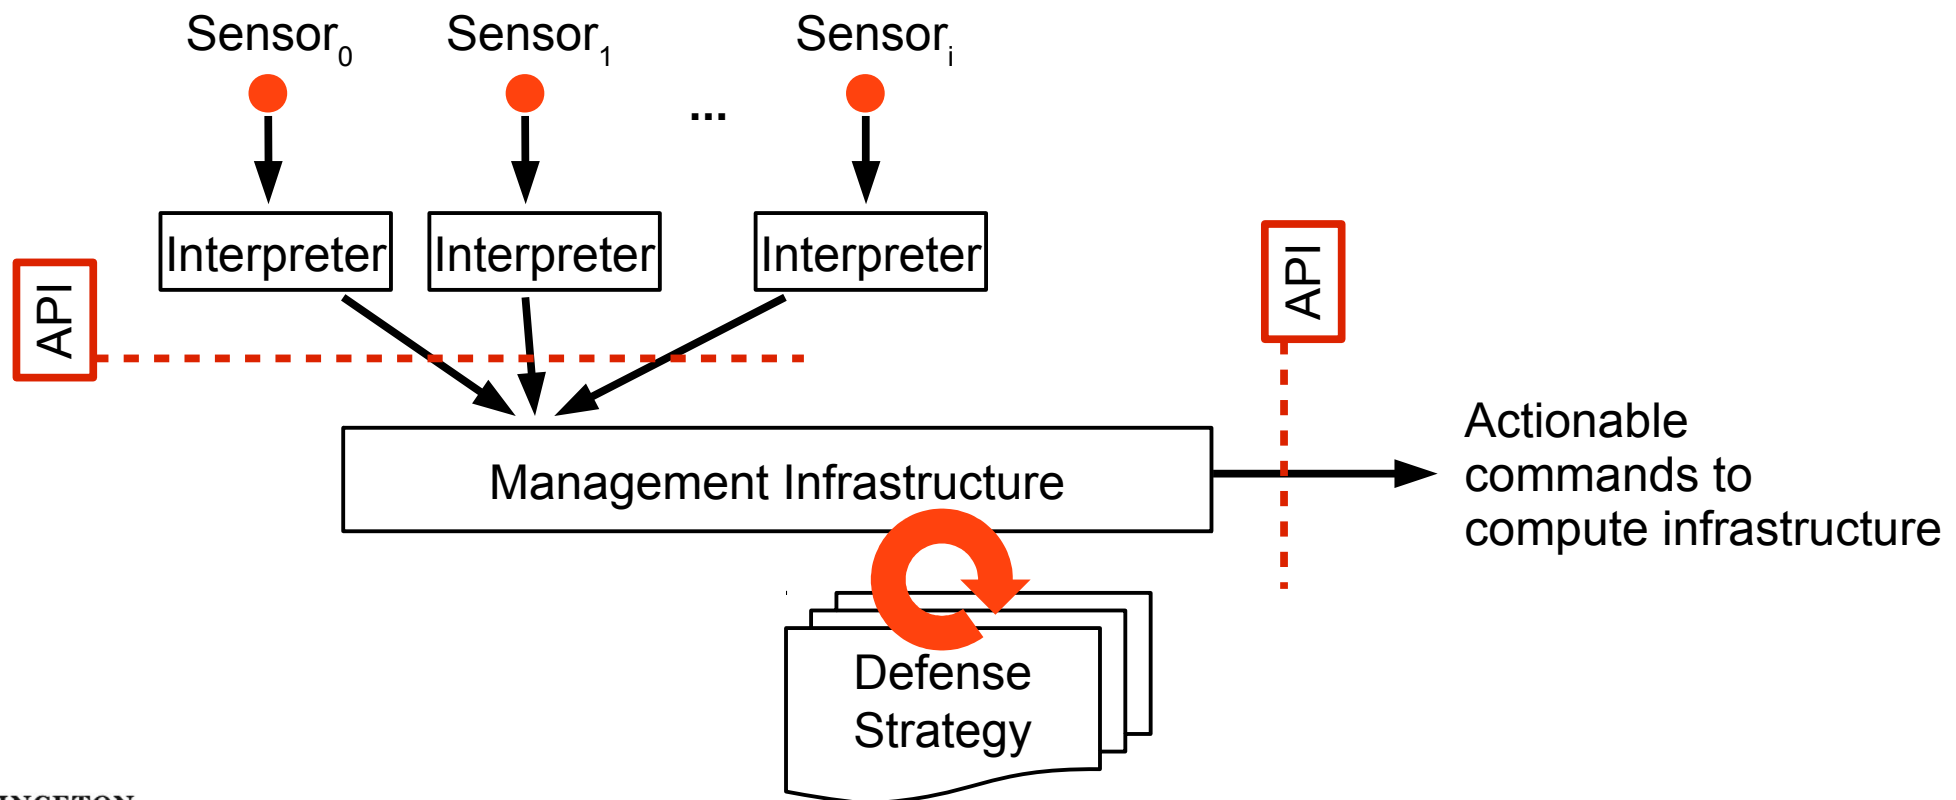 Sensor0 Sensor1 Sensori
...
Interpreter Interpreter Interpreter
API
API
Management Infrastructure
Actionable
commands to
compute infrastructure
Defense
Strategy